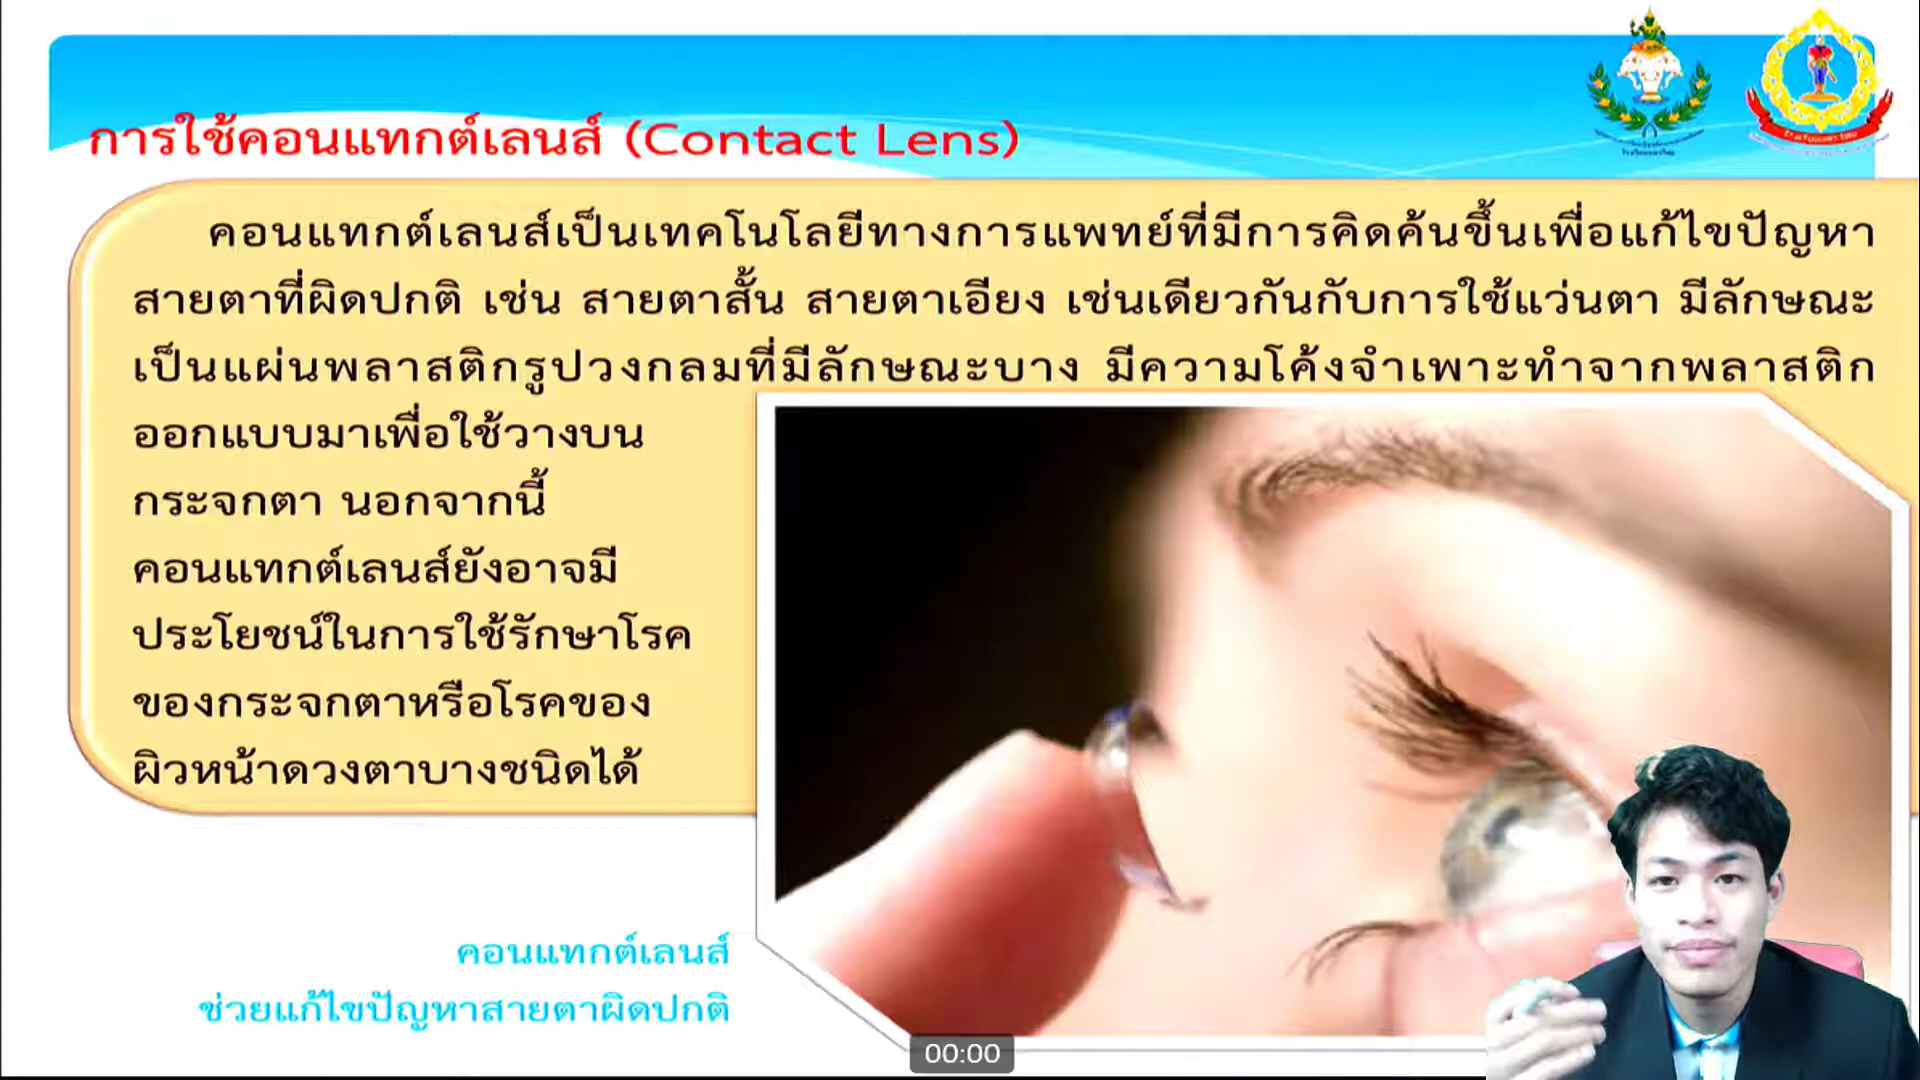 การใช้คอนแทกต์เลนส์ (Contact Lens)
คอนแทกต์เลนส์เป็นเทคโนโลยีทางการแพทย์ที่มีการคิดค้นขึ้นเพื่อแก้ไขปัญหา
สายตาที่ผิดปกติ เช่น สายตาสั้น สายตาเอียง เช่นเดียวกันกับการใช้แว่นตา มีลักษณะ
เป็นแผ่นพลาสติกรูปวงกลมที่มีลักษณะบาง มีความโค้งจำเพาะทำจากพลาสติก
ออกแบบมาเพื่อใช้วางบน
กระจกตา นอกจากนี้
คอนแทกต์เลนส์ยังอาจมี
ประโยชน์ในการใช้รักษาโรค
ของกระจกตาหรือโรคของ
ผิวหน้าดวงตาบางชนิดได้
คอนแทกต์เลนส์
ช่วยแก้ไขปัญหาสายตาผิดปกติ
00:00